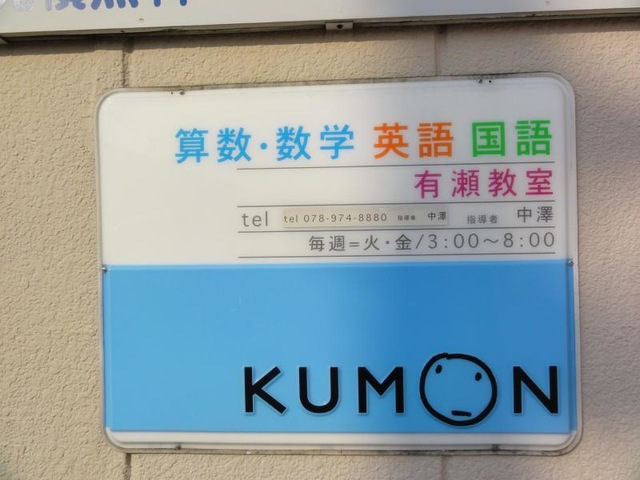 算数・数学 英語 国語
有瀬教室
tel tel 078-974-8880 指導者 中澤 指導者 中澤
毎週=火・金/3:00〜8:00
KUMON